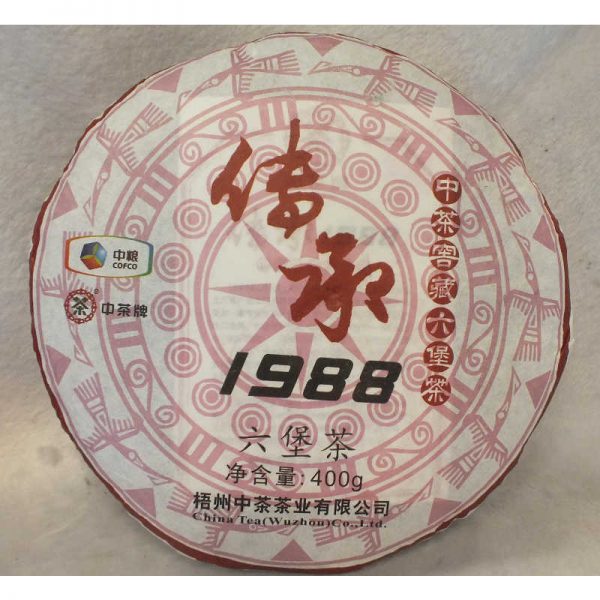 传承
1988
中茶窖藏六堡茶
中粮
COFCO
茶
®
中茶牌
六堡茶
净含量:400g
梧州中茶茶业有限公司
China Tea(Wuzhou)Co.,Ltd.